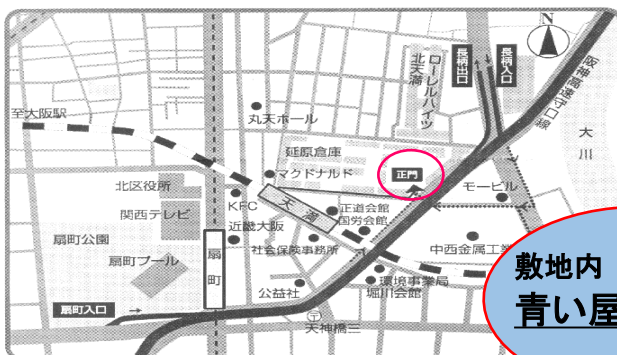 N
長柄出口
長柄入口
阪神高速守口線
大川
ローレルハイツ
北天満
至大阪駅
丸天ホール
延原倉庫
マクドナルド
正門
北区役所
KFC
天満
正道会館
国労会館
モービル
関西テレビ
近畿大阪
扇町公園
扇町
社会保険事務所
中西金属工業
扇町プール
環境事業局
堀川会館
公益社
扇町入口
天神橋三
敷地内
青い屋